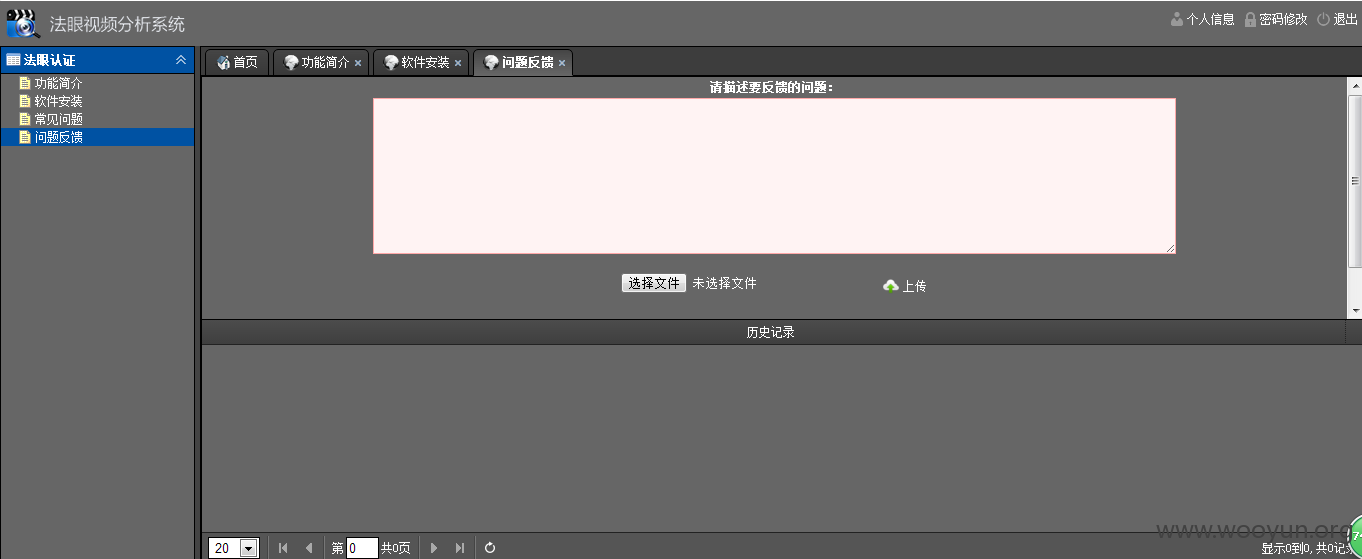 法眼视频分析系统
个人信息 密码修改 退出
法眼认证
功能简介
软件安装
常见问题
问题反馈
首页 功能简介 × 软件安装 × 问题反馈 ×
请描述要反馈的问题：
选择文件 未选择文件 上传
历史记录
www.wooyun.org
20 第 0 共0页
显示0到0, 共0记